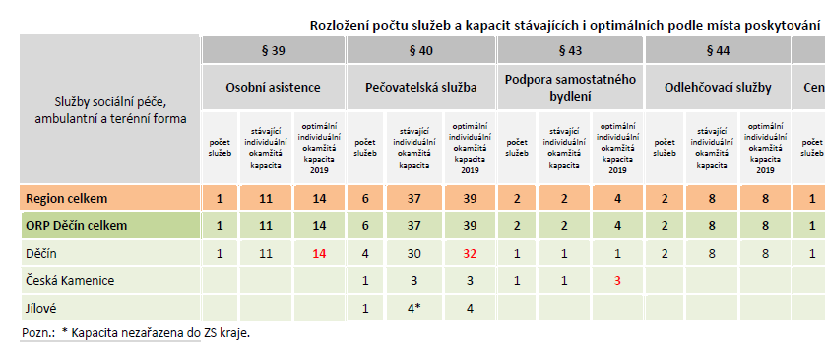 Rozložení počtu služeb a kapacit stávajících i optimálních podle místa poskytování
Služby sociální péče, ambulantní a terénní forma
§ 39 § 40 § 43 § 44
Osobní asistence Pečovatelská služba Podpora samostatného bydlení Odlehčovací služby Cen
počet služeb stávající individuální okamžitá kapacita optimální individuální okamžitá kapacita 2019 počet služeb stávající individuální okamžitá kapacita optimální individuální okamžitá kapacita 2019 počet služeb stávající individuální okamžitá kapacita optimální individuální okamžitá kapacita 2019 počet služeb stávající individuální okamžitá kapacita optimální individuální okamžitá kapacita 2019 počet služeb
Region celkem 1 11 14 6 37 39 2 2 4 2 8 8 1
ORP Děčín celkem 1 11 14 6 37 39 2 2 4 2 8 8 1
Děčín 1 11 14 4 30 32 1 1 1 2 8 8 1
Česká Kamenice 1 3 3 1 1 3
Jílové 1 4* 4
Pozn.: * Kapacita nezařazena do ZS kraje.